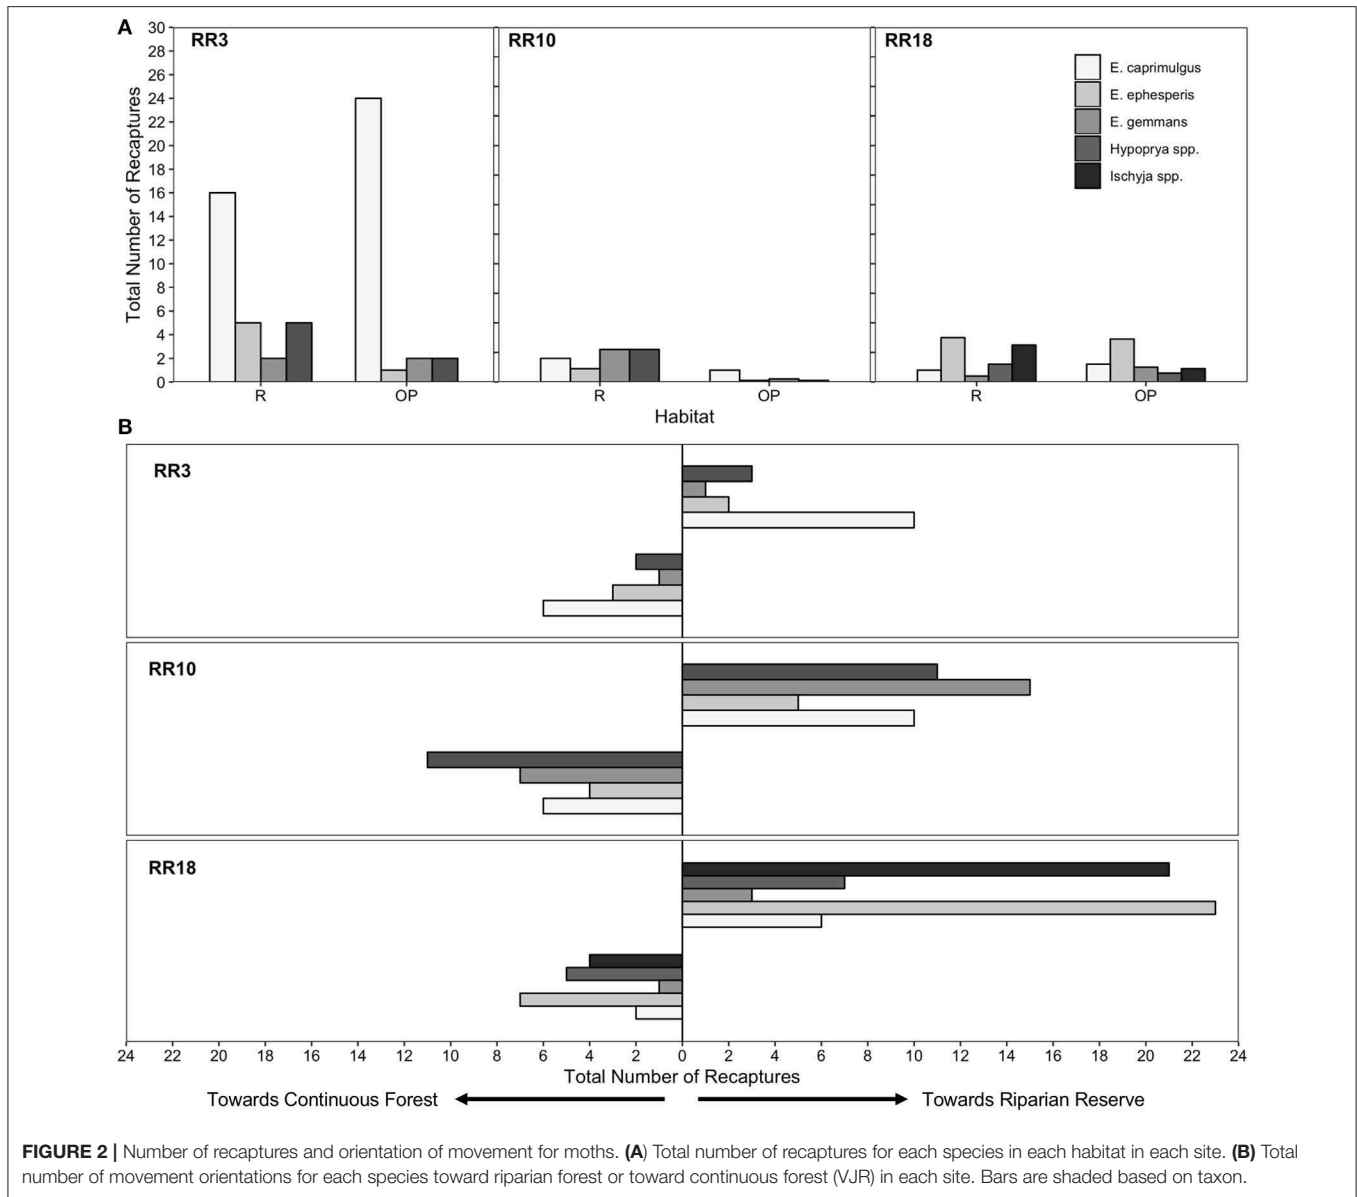 A
RR3
RR10
RR18
Total Number of Recaptures
30
28
26
24
22
20
18
16
14
12
10
8
6
4
2
0
E. caprimulgus
E. ephesperis
E. gemmans
Hypoprya spp.
Ischyja spp.
R OP R OP R OP
Habitat
B
RR3
RR10
RR18
24 22 20 18 16 14 12 10 8 6 4 2 0 2 4 6 8 10 12 14 16 18 20 22 24
Total Number of Recaptures
Towards Continuous Forest Towards Riparian Reserve
FIGURE 2 | Number of recaptures and orientation of movement for moths. (A) Total number of recaptures for each species in each habitat in each site. (B) Total
number of movement orientations for each species toward riparian forest or toward continuous forest (VJR) in each site. Bars are shaded based on taxon.